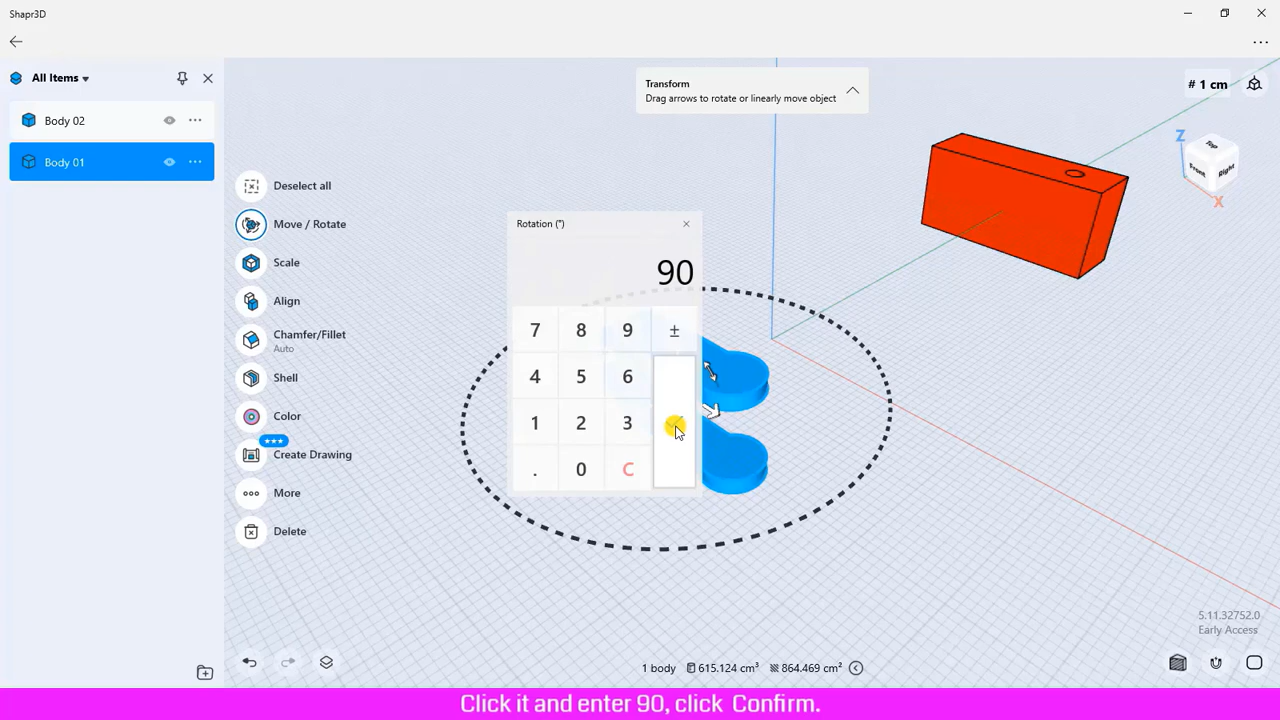 Shapr3D
All Items
Transform
Drag arrows to rotate or linearly move object
# 1 cm
Body 02
Body 01
Z
Top
Front
Right
X
Deselect all
Move / Rotate
Scale
Align
Chamfer/Fillet
Auto
Shell
Color
Create Drawing
More
Delete
Rotation (°)
90
7 8 9 ±
4 5 6
1 2 3
. 0 C
5.11.32752.0
Early Access
1 body 615.124 cm³ 864.469 cm²
Click it and enter 90, click Confirm.